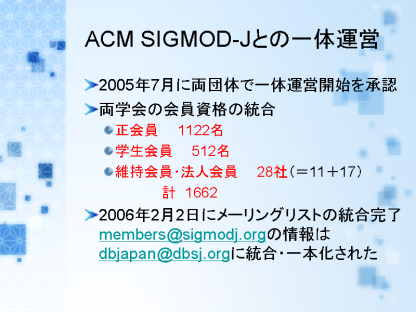 ACM SIGMOD-Jとの一体運営
2005年7月に両団体で一体運営開始を承認
両学会の会員資格の統合
正会員 1122名
学生会員 512名
維持会員・法人会員 28社(=11+17)
計 1662
2006年2月2日にメーリングリストの統合完了
members@sigmodj.orgの情報は
dbjapan@dbsj.orgに統合・一本化された